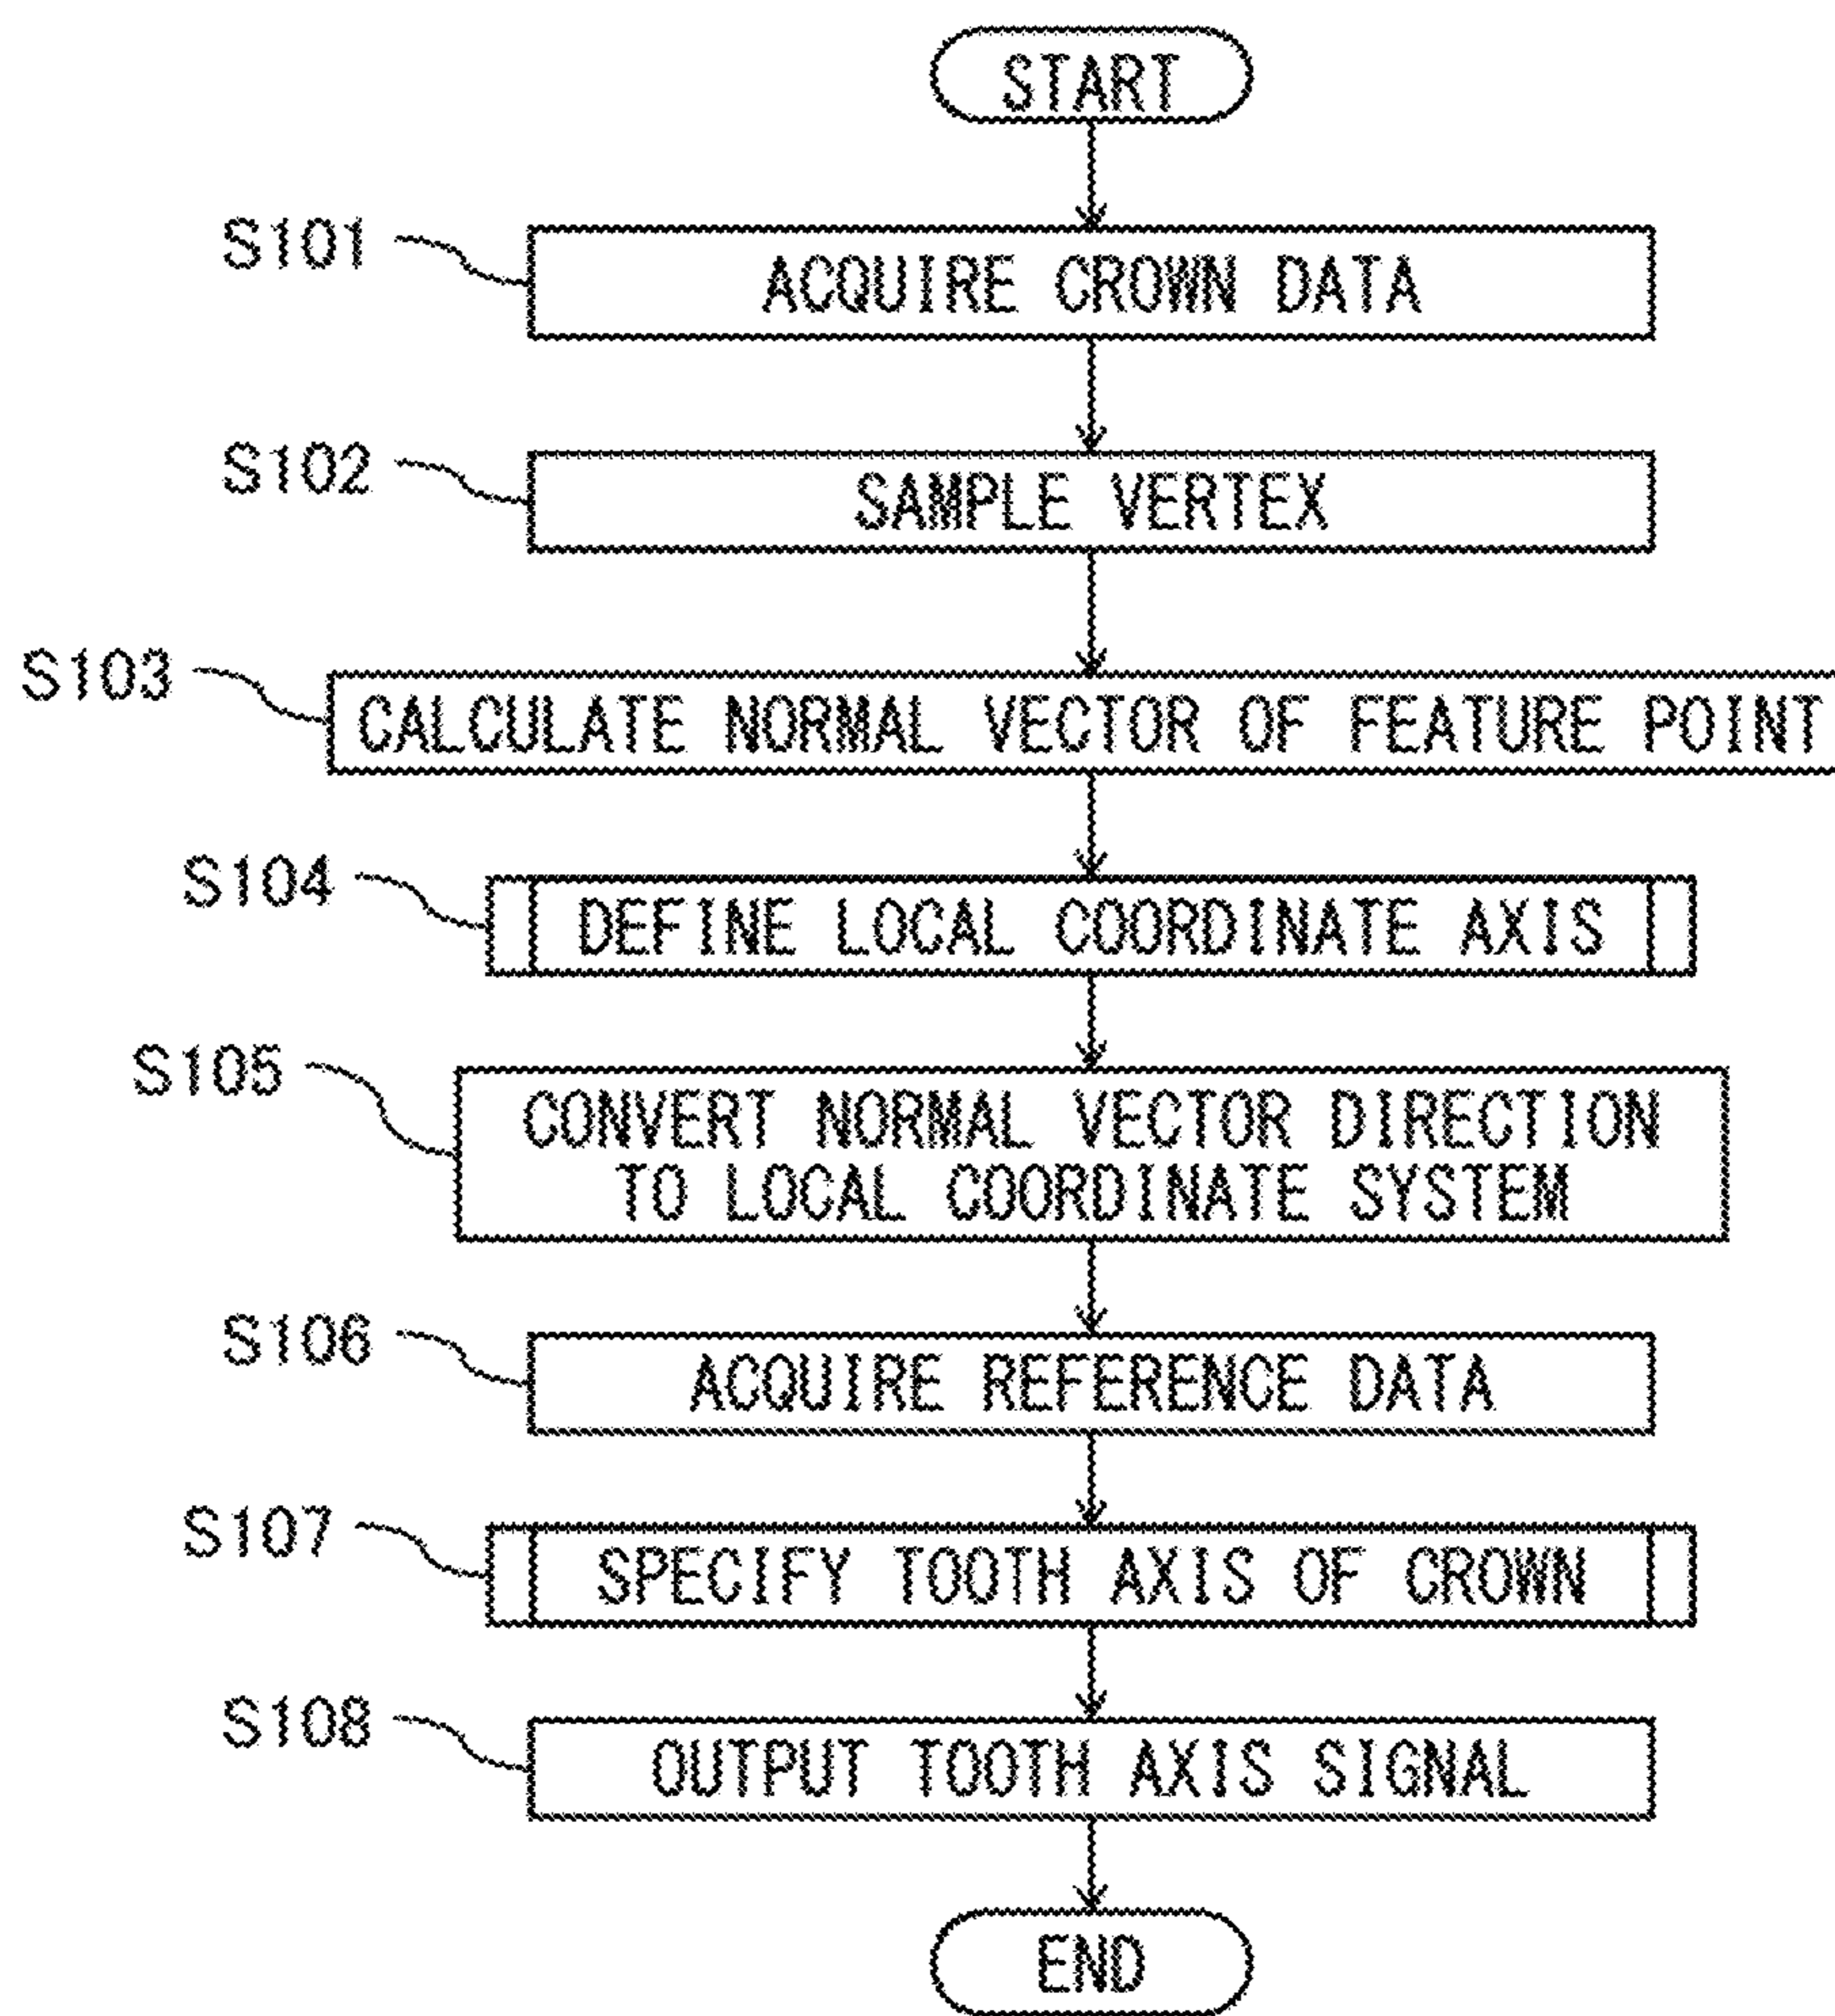 START
S101
ACQUIRE CROWN DATA
S102
SAMPLE VERTEX
S103
CALCULATE NORMAL VECTOR OF FEATURE POINT
S104
DEFINE LOCAL COORDINATE AXIS
S105
CONVERT NORMAL VECTOR DIRECTION
TO LOCAL COORDINATE SYSTEM
S106
ACQUIRE REFERENCE DATA
S107
SPECIFY TOOTH AXIS OF CROWN
S108
OUTPUT TOOTH AXIS SIGNAL
END